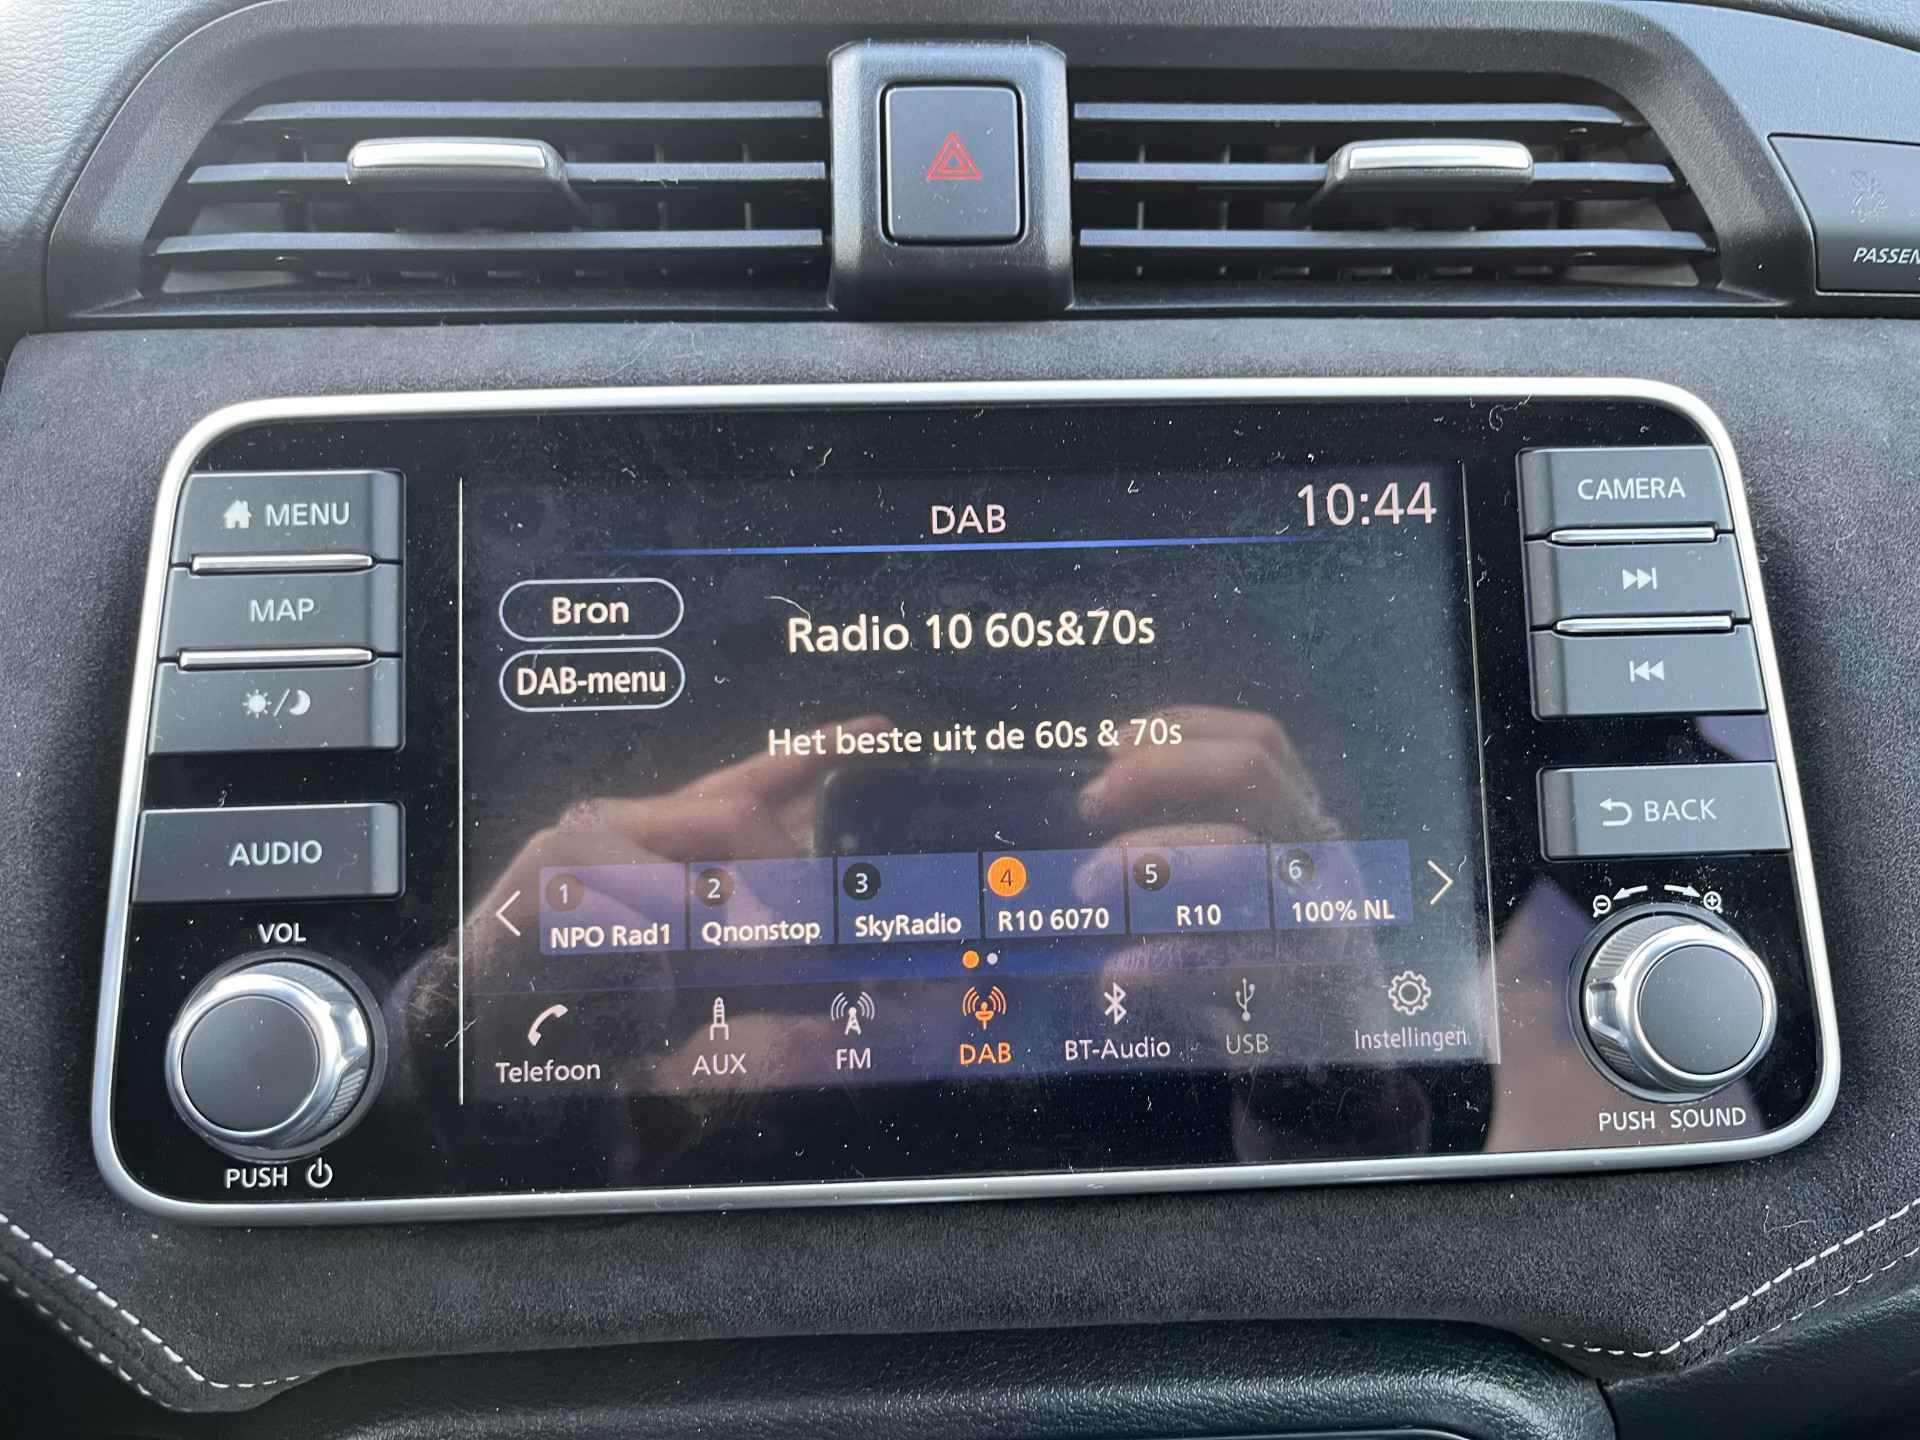 PASSEN
MENU
MAP
AUDIO
VOL
PUSH
DAB
10:44
Bron
DAB-menu
Radio 10 60s&70s
Het beste uit de 60s & 70s
1 NPO Rad1
2 Qnonstop
3 SkyRadio
4 R10 6070
5 R10
6 100% NL
Telefoon
AUX
FM
DAB
BT-Audio
USB
Instellingen
CAMERA
BACK
PUSH SOUND